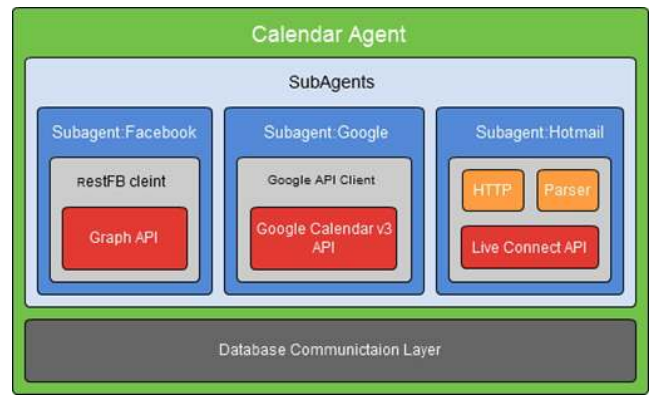 Calendar Agent
SubAgents
Subagent:Facebook
RestFB cleint
Graph API
Subagent:Google
Google API Client
Google Calendar v3
API
Subagent:Hotmail
HTTP
Parser
Live Connect API
Database Communictaion Layer